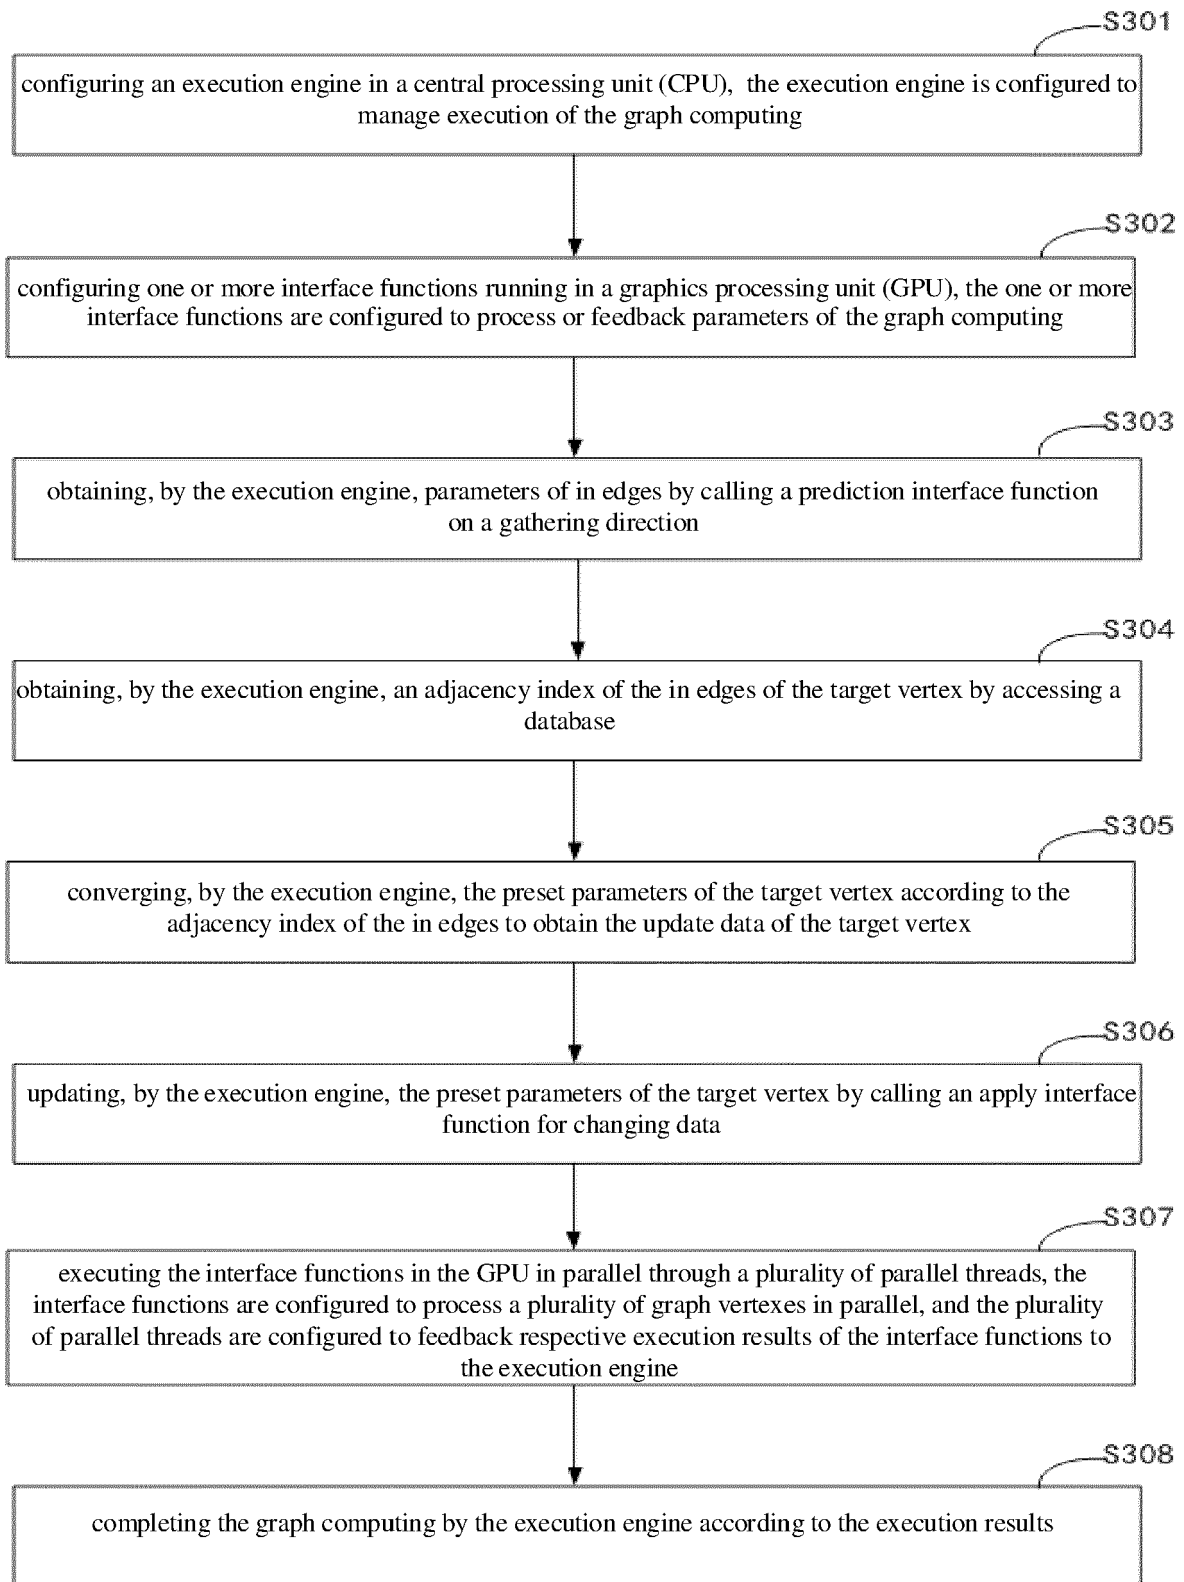 S301
configuring an execution engine in a central processing unit (CPU), the execution engine is configured to
manage execution of the graph computing
S302
configuring one or more interface functions running in a graphics processing unit (GPU), the one or more
interface functions are configured to process or feedback parameters of the graph computing
S303
obtaining, by the execution engine, parameters of in edges by calling a prediction interface function
on a gathering direction
S304
obtaining, by the execution engine, an adjacency index of the in edges of the target vertex by accessing a
database
S305
converging, by the execution engine, the preset parameters of the target vertex according to the
adjacency index of the in edges to obtain the update data of the target vertex
S306
updating, by the execution engine, the preset parameters of the target vertex by calling an apply interface
function for changing data
S307
executing the interface functions in the GPU in parallel through a plurality of parallel threads, the
interface functions are configured to process a plurality of graph vertexes in parallel, and the plurality
of parallel threads are configured to feedback respective execution results of the interface functions to
the execution engine
S308
completing the graph computing by the execution engine according to the execution results